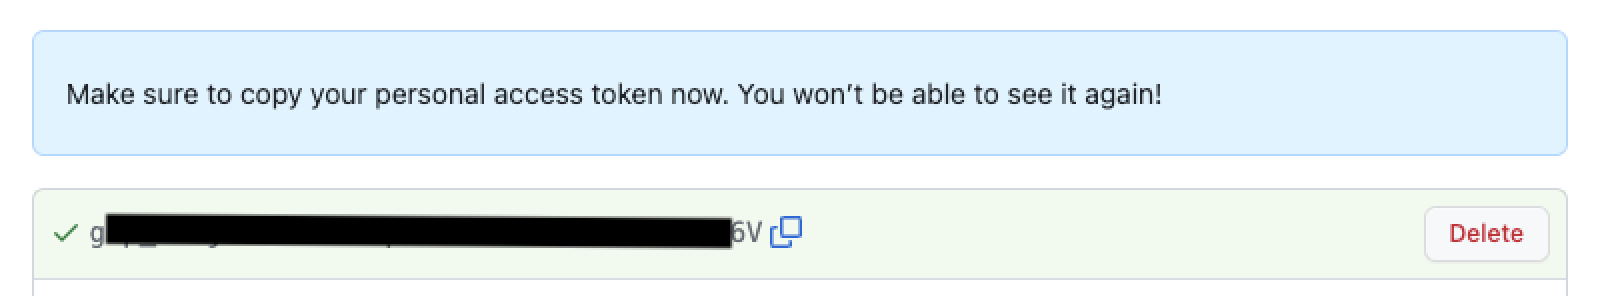 Make sure to copy your personal access token now. You won’t be able to see it again!
g 6V
Delete